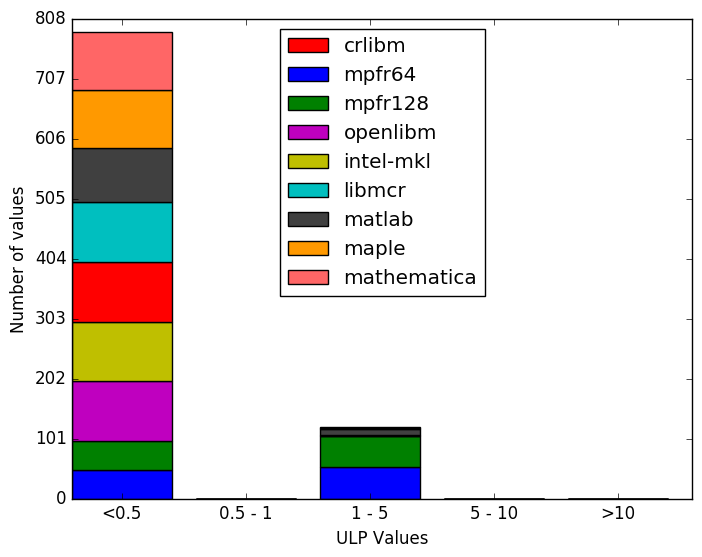 808
707
606
505
404
303
202
101
0
Number of values
crlibm
mpfr64
mpfr128
openlibm
intel-mkl
libmcr
matlab
maple
mathematica
<0.5
0.5 - 1
1 - 5
5 - 10
>10
ULP Values